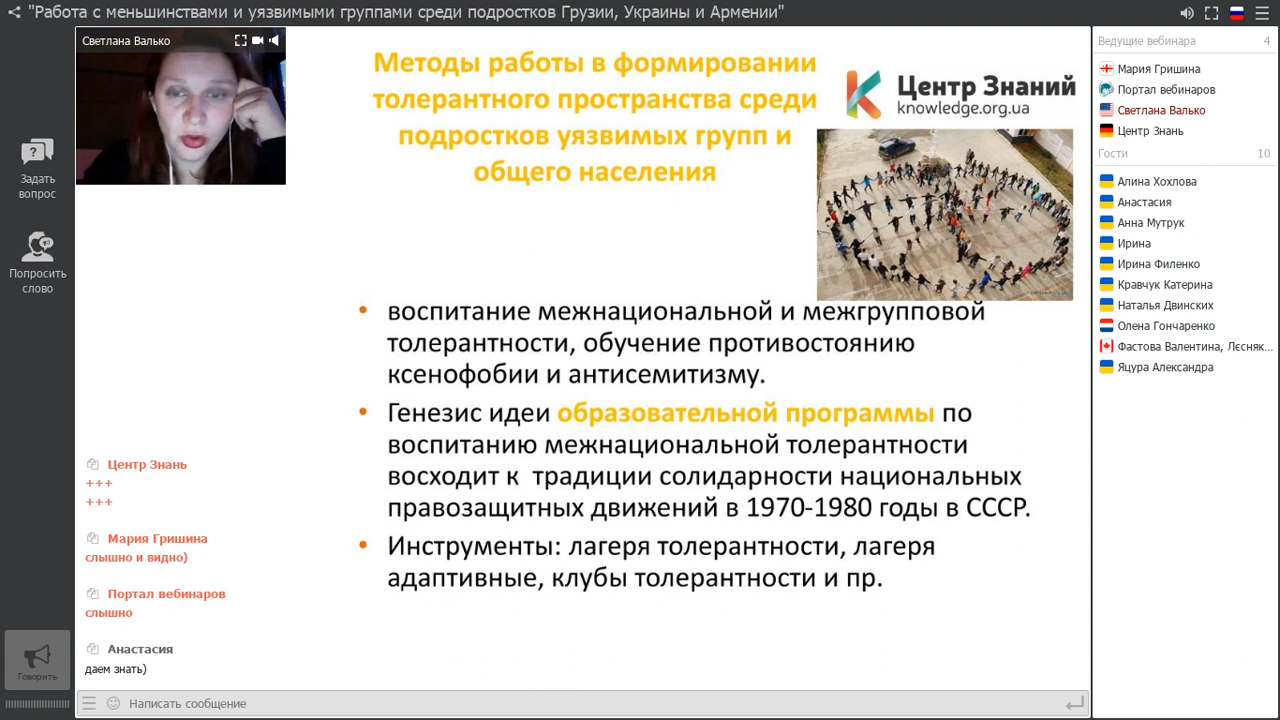 "Работа с меньшинствами и уязвимыми группами среди подростков Грузии, Украины и Армении"
Светлана Валько
Задать
вопрос
Попросить
слово
Говорить
Методы работы в формировании
толерантного пространства среди
подростков уязвимых групп и
общего населения
Центр Знаний
knowledge.org.ua
• воспитание межнациональной и межгрупповой
толерантности, обучение противостоянию
ксенофобии и антисемитизму.
• Генезис идеи образовательной программы по
воспитанию межнациональной толерантности
восходит к традиции солидарности национальных
правозащитных движений в 1970-1980 годы в СССР.
• Инструменты: лагеря толерантности, лагеря
адаптивные, клубы толерантности и пр.
Центр Знань
+++
+++
Мария Гришина
слышно и видно)
Портал вебинаров
слышно
Анастасия
даем знать)
Написать сообщение
Ведущие вебинара 4
Мария Гришина
Портал вебинаров
Светлана Валько
Центр Знань
Гости 10
Алина Хохлова
Анастасия
Анна Мутрук
Ирина
Ирина Филенко
Кравчук Катерина
Наталья Двинских
Олена Гончаренко
Фастова Валентина, Лєсняк...
Яцура Александра